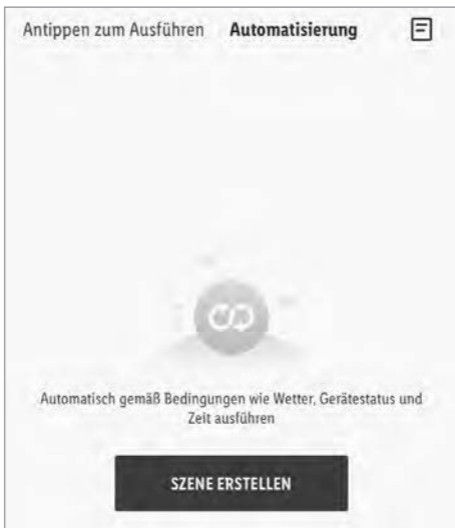 Antippen zum Ausführen Automatisierung
Automatisch gemäß Bedingungen wie Wetter, Gerätestatus und
Zeit ausführen
SZENE ERSTELLEN